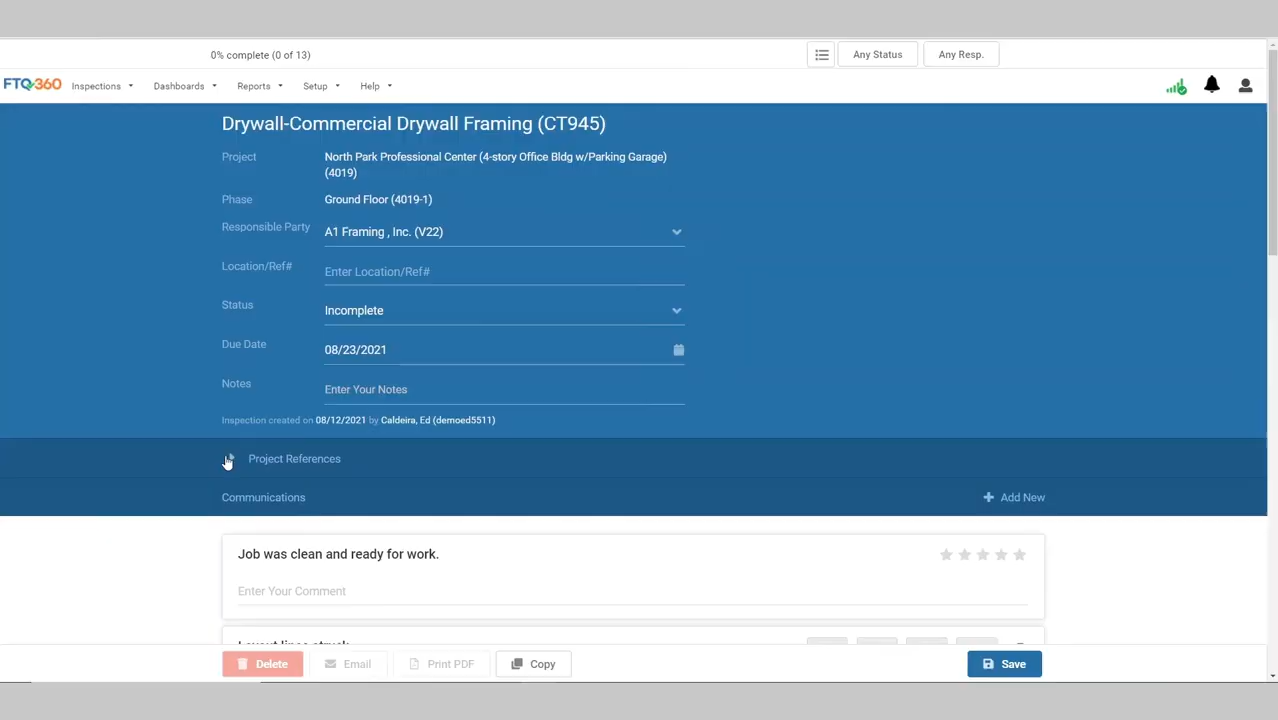 0% complete (0 of 13)
Any Status
Any Resp.
FTQ360
Inspections
Dashboards
Reports
Setup
Help
Drywall-Commercial Drywall Framing (CT945)
Project
North Park Professional Center (4-story Office Bldg w/Parking Garage)
(4019)
Phase
Ground Floor (4019-1)
Responsible Party
A1 Framing , Inc. (V22)
Location/Ref#
Enter Location/Ref#
Status
Incomplete
Due Date
08/23/2021
Notes
Enter Your Notes
Inspection created on 08/12/2021 by Caldeira, Ed (demoed5511)
Project References
Communications
Add New
Job was clean and ready for work.
Enter Your Comment
Layout lines struck
Delete
Email
Print PDF
Copy
Save